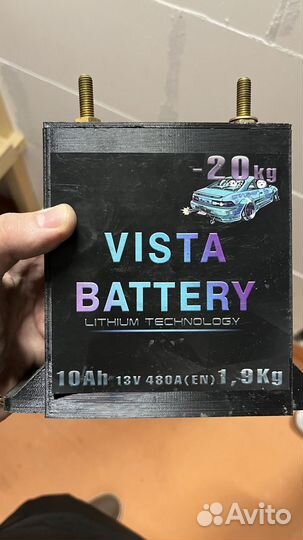 -20kg
VISTA
BATTERY
LITHIUM TECHNOLOGY
10Ah 13V 480A(EN) 1,9Kg
Avito